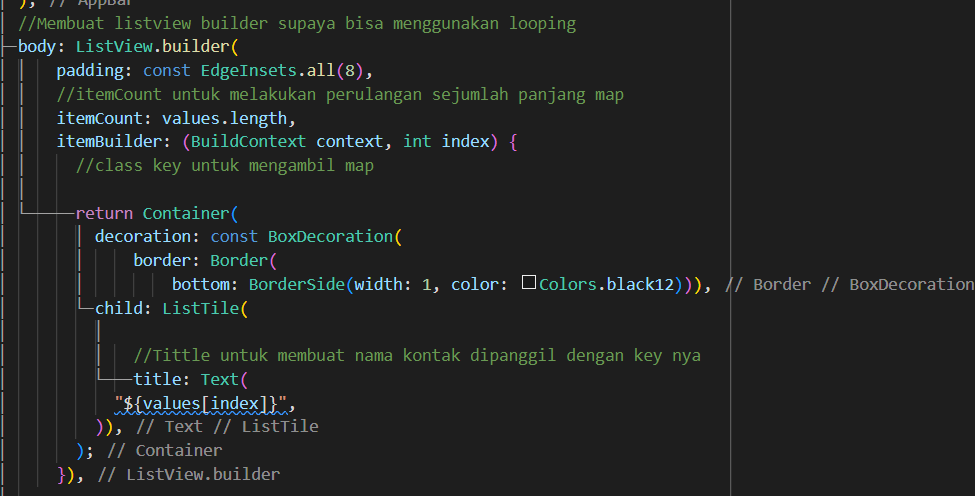 ), // AppBar
//Membuat listview builder supaya bisa menggunakan looping
body: ListView.builder(
padding: const EdgeInsets.all(8),
//itemCount untuk melakukan perulangan sejumlah panjang map
itemCount: values.length,
itemBuilder: (BuildContext context, int index) {
//class key untuk mengambil map
return Container(
decoration: const BoxDecoration(
border: Border(
bottom: BorderSide(width: 1, color: Colors.black12))), // Border // BoxDecoration
child: ListTile(
//Tittle untuk membuat nama kontak dipanggil dengan key nya
title: Text(
"${values[index]}",
)), // Text // ListTile
); // Container
}), // ListView.builder